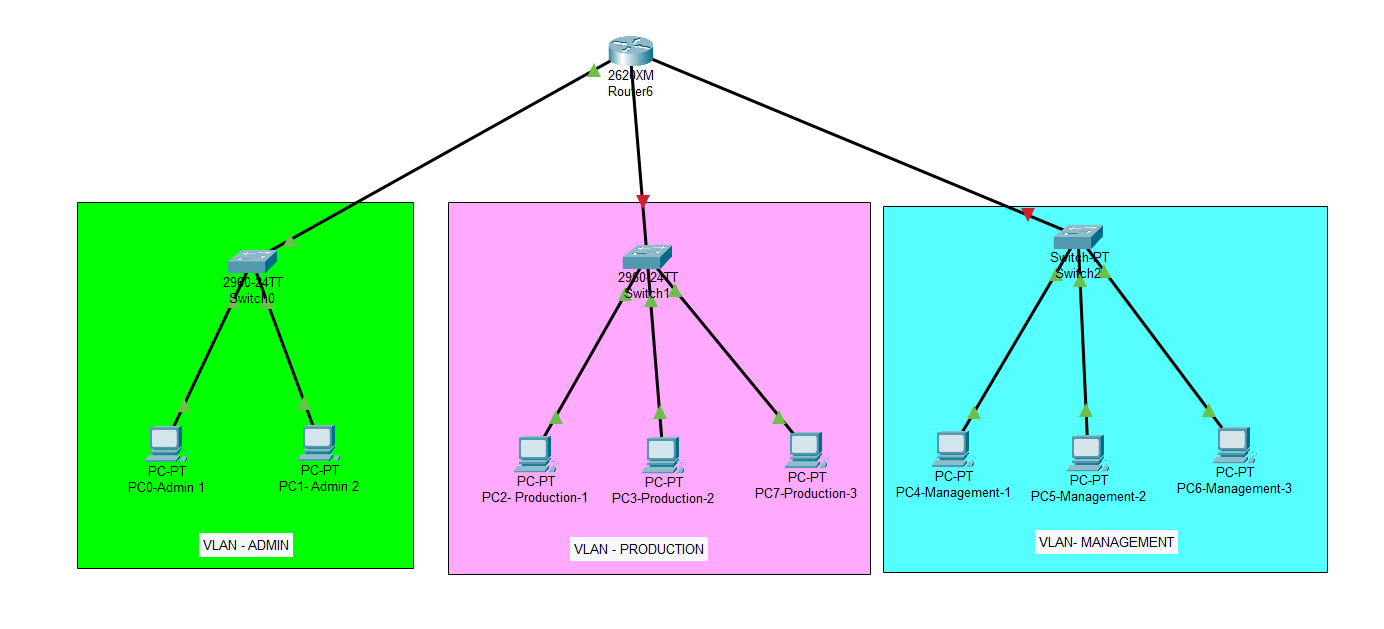 2620XM
Router6
2960-24TT
Switch0
2960-24TT
Switch1
Switch-PT
Switch2
PC-PT
PC0-Admin 1
PC-PT
PC1- Admin 2
PC-PT
PC2- Production-1
PC-PT
PC3-Production-2
PC-PT
PC7-Production-3
PC-PT
PC4-Management-1
PC-PT
PC5-Management-2
PC-PT
PC6-Management-3
VLAN - ADMIN
VLAN - PRODUCTION
VLAN- MANAGEMENT